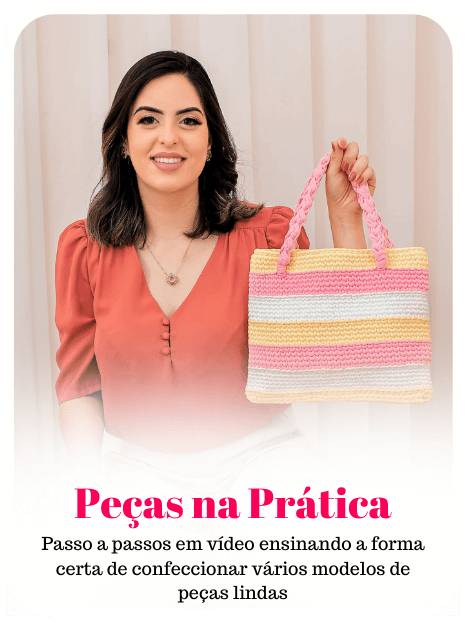 Peças na Prática
Passo a passos em vídeo ensinando a forma
certa de confeccionar vários modelos de
peças lindas